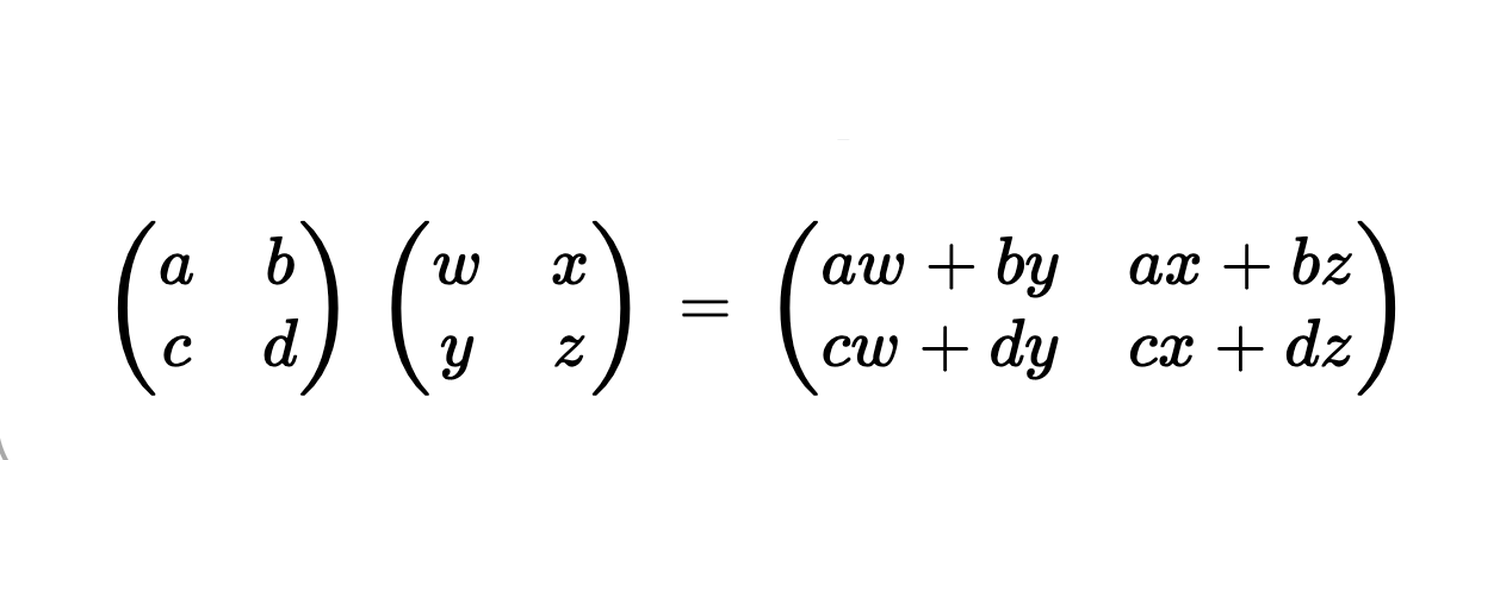 (a b) (w x) = (aw + by ax + bz)
(c d) (y z) (cw + dy cx + dz)